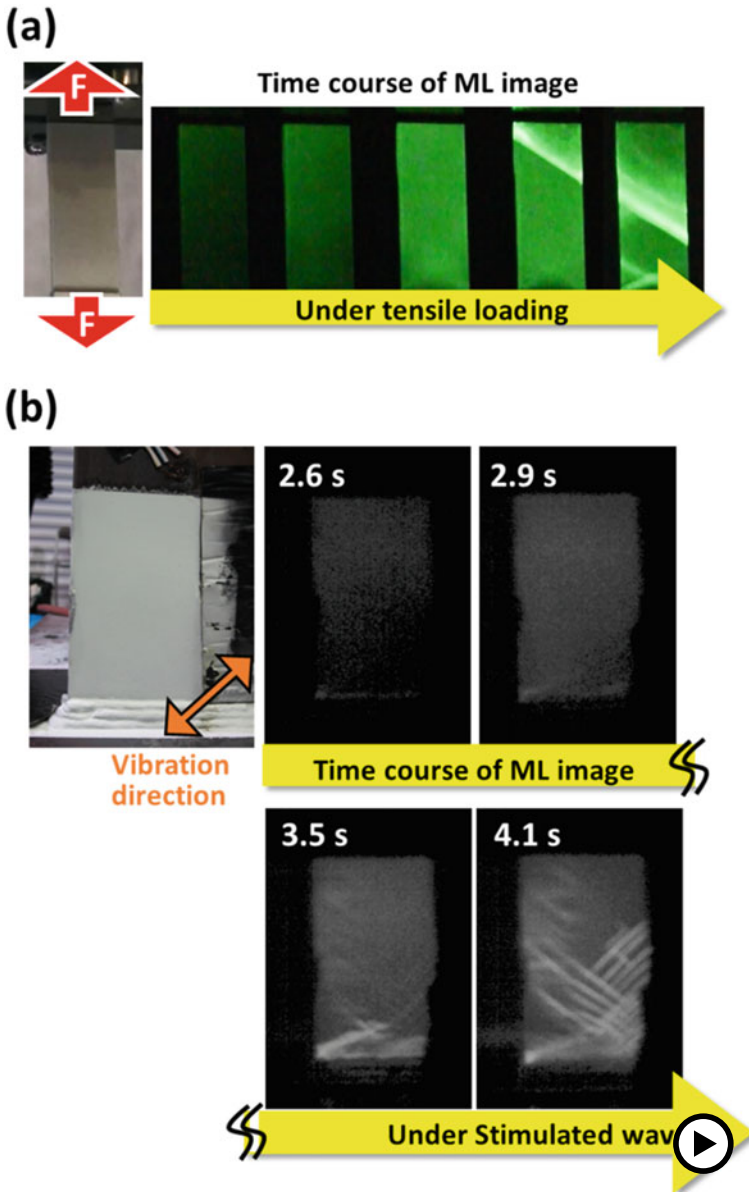 (a)
F
Time course of ML image
F
Under tensile loading
(b)
2.6 s
2.9 s
Vibration
direction
Time course of ML image
3.5 s
4.1 s
Under Stimulated wav